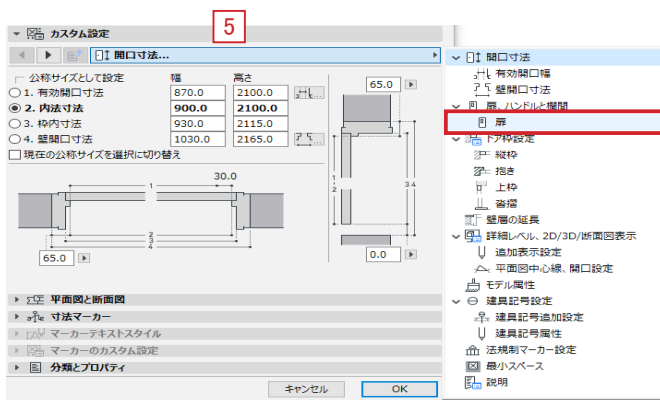 カスタム設定
5
開口寸法...
公称サイズとして設定 幅 高さ
1. 有効開口寸法 870.0 2100.0
2. 内法寸法 900.0 2100.0
3. 枠内寸法 930.0 2115.0
4. 壁開口寸法 1030.0 2165.0
現在の公称サイズを選択に切り替え
65.0
30.0
1
2
3
4
65.0
1
2
3 4
0.0
平面図と断面図
寸法マーカー
マーカーテキストスタイル
マーカーのカスタム設定
分類とプロパティ
キャンセル OK
開口寸法
有効開口幅
壁開口寸法
扉、ハンドルと欄間
扉
ドア枠設定
縦枠
抱き
上枠
沓摺
壁層の延長
詳細レベル、2D/3D/断面図表示
追加表示設定
平面図中心線、開口設定
モデル属性
建具記号設定
建具記号追加設定
建具記号属性
法規制マーカー設定
最小スペース
説明